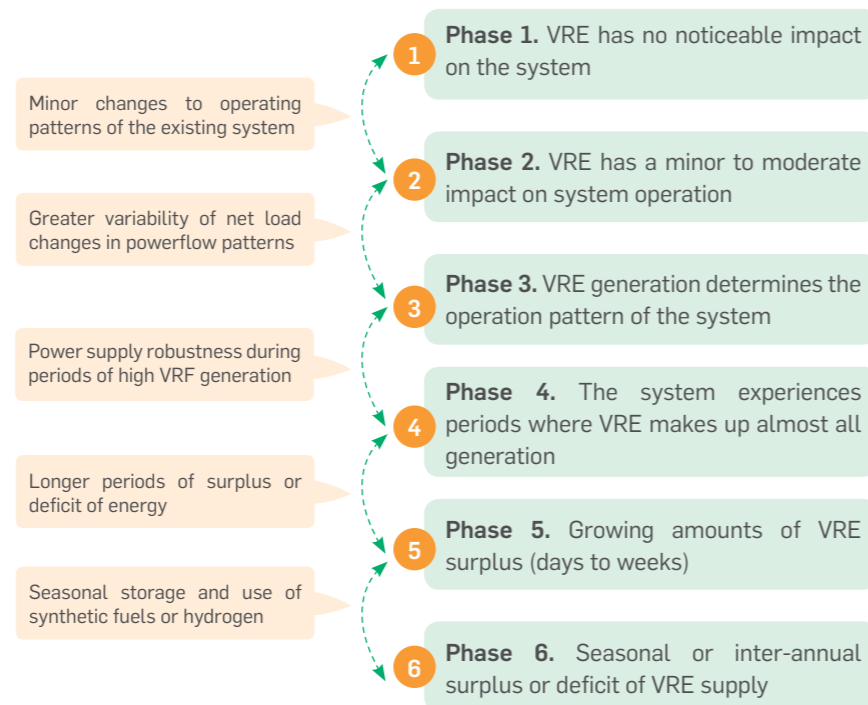 1
Phase 1. VRE has no noticeable impact
on the system
Minor changes to operating
patterns of the existing system
2
Phase 2. VRE has a minor to moderate
impact on system operation
Greater variability of net load
changes in powerflow patterns
3
Phase 3. VRE generation determines the
operation pattern of the system
Power supply robustness during
periods of high VRF generation
4
Phase 4. The system experiences
periods where VRE makes up almost all
generation
Longer periods of surplus or
deficit of energy
5
Phase 5. Growing amounts of VRE
surplus (days to weeks)
Seasonal storage and use of
synthetic fuels or hydrogen
6
Phase 6. Seasonal or inter-annual
surplus or deficit of VRE supply